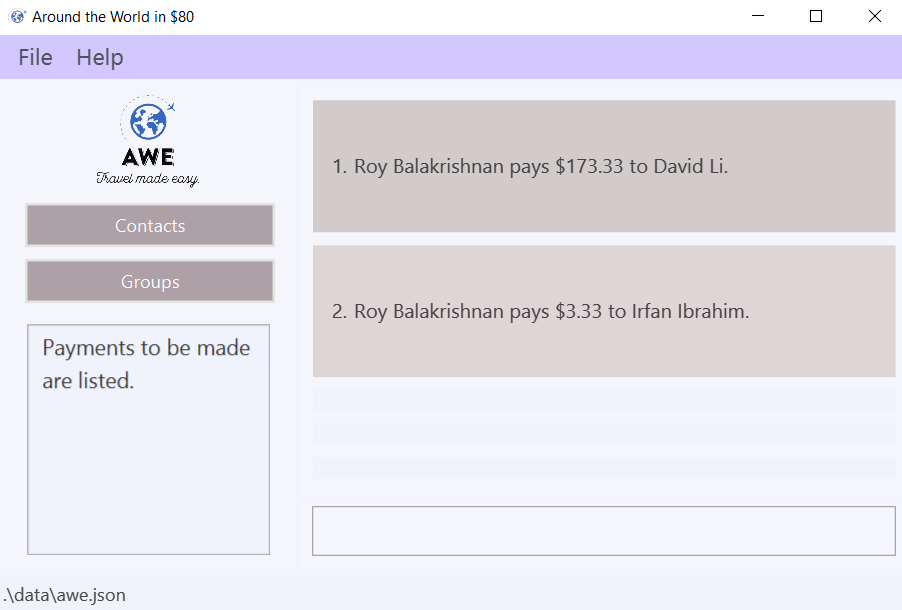 Around the World in $80
File Help
AWE
Travel made easy.
Contacts
Groups
Payments to be made
are listed.
1. Roy Balakrishnan pays $173.33 to David Li.
2. Roy Balakrishnan pays $3.33 to Irfan Ibrahim.
.\data\awe.json